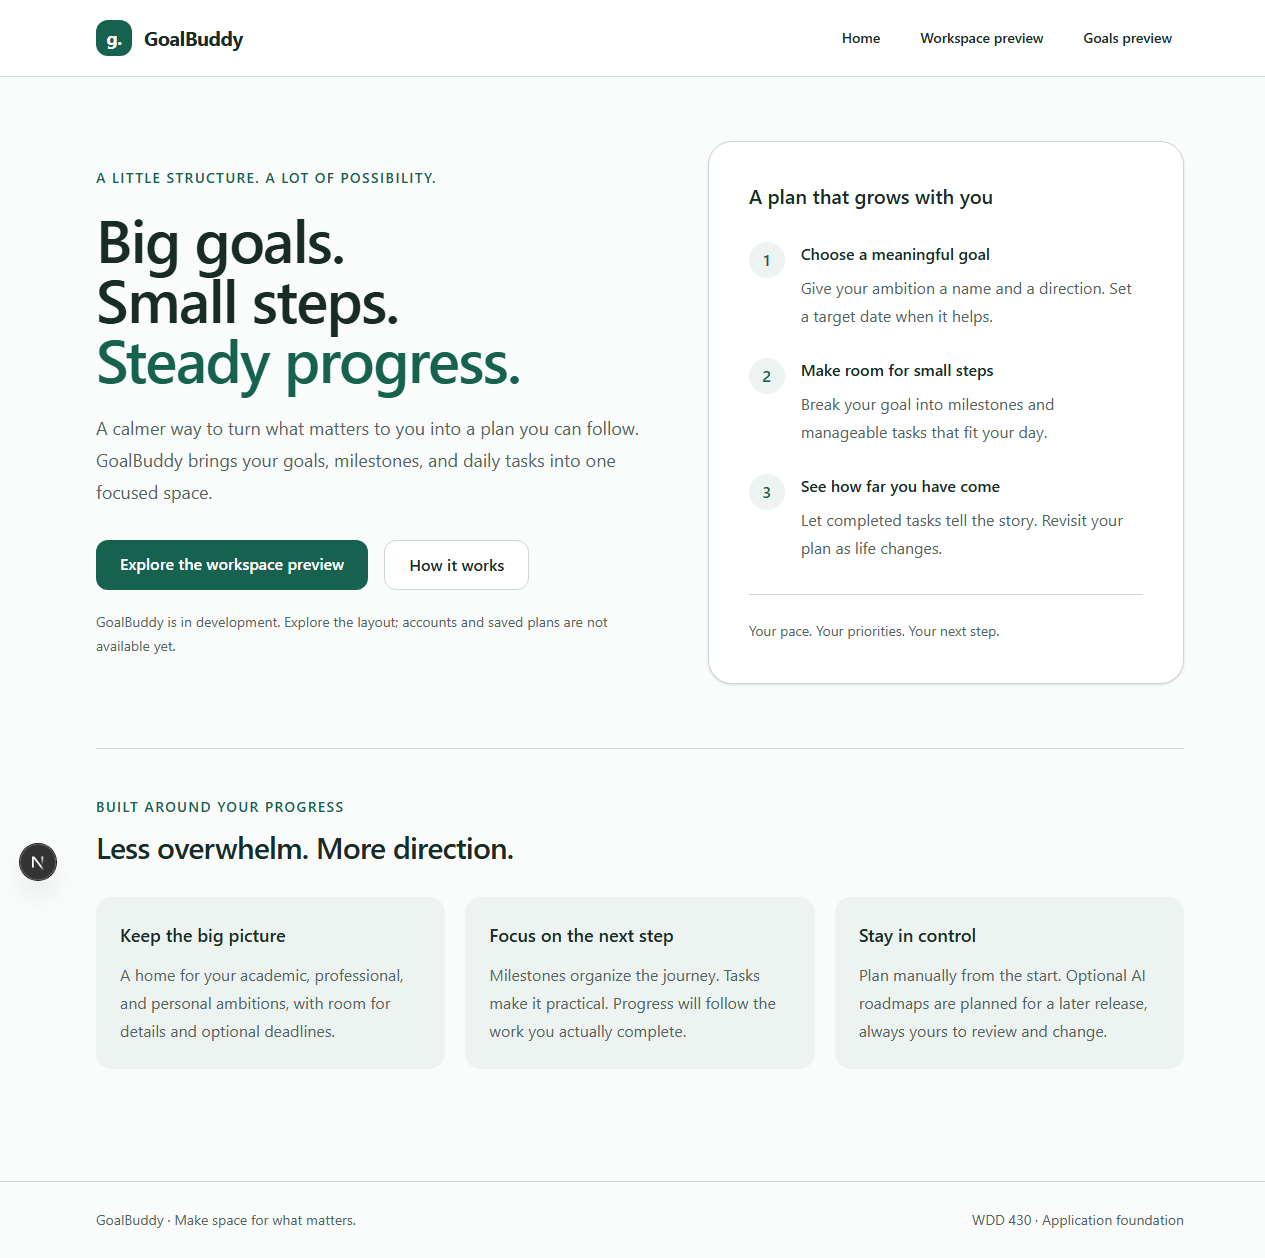 g. GoalBuddy
Home Workspace preview Goals preview
A LITTLE STRUCTURE. A LOT OF POSSIBILITY.
Big goals.
Small steps.
Steady progress.
A calmer way to turn what matters to you into a plan you can follow.
GoalBuddy brings your goals, milestones, and daily tasks into one
focused space.
Explore the workspace preview
How it works
GoalBuddy is in development. Explore the layout; accounts and saved plans are not
available yet.
A plan that grows with you
1
Choose a meaningful goal
Give your ambition a name and a direction. Set
a target date when it helps.
2
Make room for small steps
Break your goal into milestones and
manageable tasks that fit your day.
3
See how far you have come
Let completed tasks tell the story. Revisit your
plan as life changes.
Your pace. Your priorities. Your next step.
BUILT AROUND YOUR PROGRESS
Less overwhelm. More direction.
N
Keep the big picture
A home for your academic, professional,
and personal ambitions, with room for
details and optional deadlines.
Focus on the next step
Milestones organize the journey. Tasks
make it practical. Progress will follow the
work you actually complete.
Stay in control
Plan manually from the start. Optional AI
roadmaps are planned for a later release,
always yours to review and change.
GoalBuddy · Make space for what matters.
WDD 430 · Application foundation